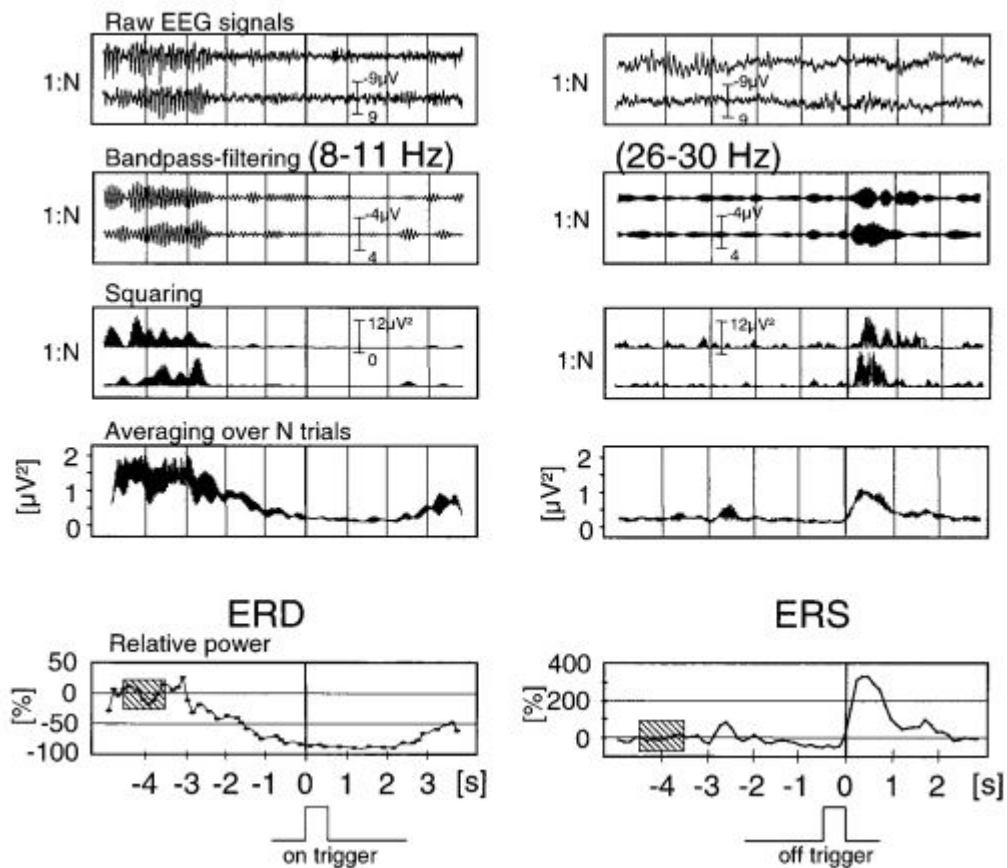 Raw EEG signals
1:N
-9µV
9
-9µV
9
1:N
Bandpass-filtering (8-11 Hz)
(26-30 Hz)
1:N
-4µV
4
-4µV
4
1:N
Squaring
1:N
12µV²
0
12µV²
1:N
Averaging over N trials
[µV²]
2
1
0
[µV²]
2
1
0
ERD
ERS
Relative power
[%]
50
0
-50
-100
[%]
400
200
0
-4 -3 -2 -1 0 1 2 3 [s]
-4 -3 -2 -1 0 1 2 [s]
on trigger
off trigger